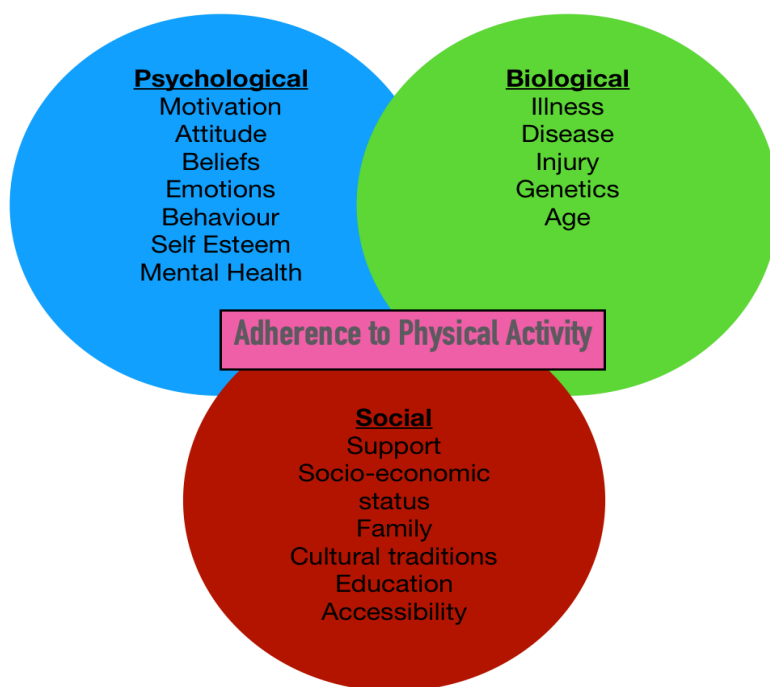 Psychological
Motivation
Attitude
Beliefs
Emotions
Behaviour
Self Esteem
Mental Health
Biological
Illness
Disease
Injury
Genetics
Age
Adherence to Physical Activity
Social
Support
Socio-economic
status
Family
Cultural traditions
Education
Accessibility